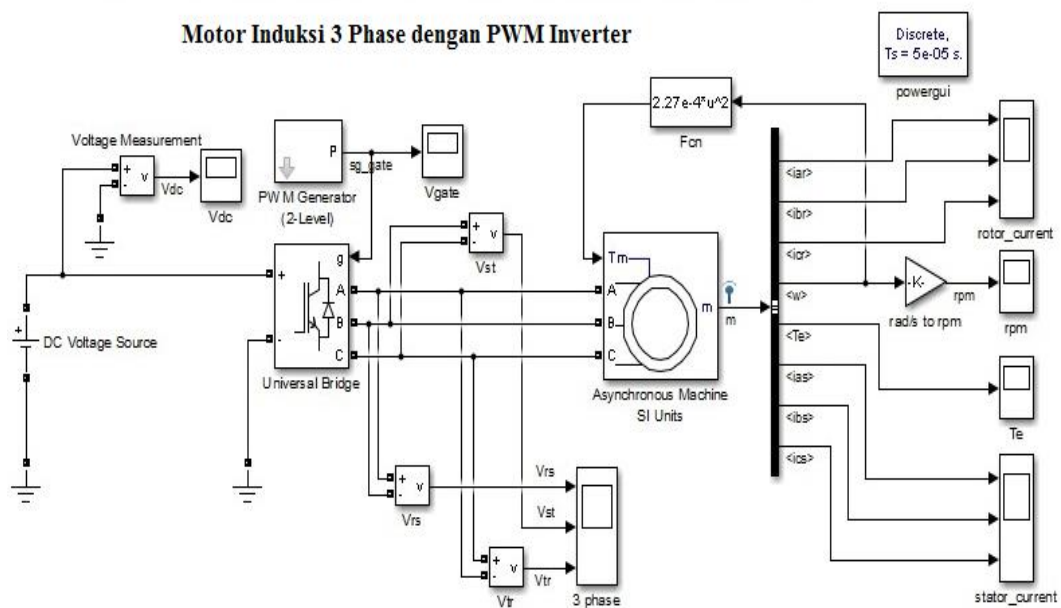 Motor Induksi 3 Phase dengan PWM Inverter
Discrete,
Ts = 5e-05 s.
powergui
2.27e-4*u^2
Fcn
Voltage Measurement
+
-
v
Vdc
Vdc
P
sg_gate
PWM Generator
(2-Level)
Vgate
+
-
v
Vst
+
DC Voltage Source
g
+
-
A
B
C
Universal Bridge
Tm
A
B
C
m
m
Asynchronous Machine
SI Units
<iar>
<ibr>
<icr>
<w>
<Te>
<ias>
<ibs>
<ics>
rotor_current
-K-
rad/s to rpm
rpm
rpm
Te
stator_current
+
-
v
Vrs
Vrs
Vst
+
-
v
Vtr
Vtr
3 phase